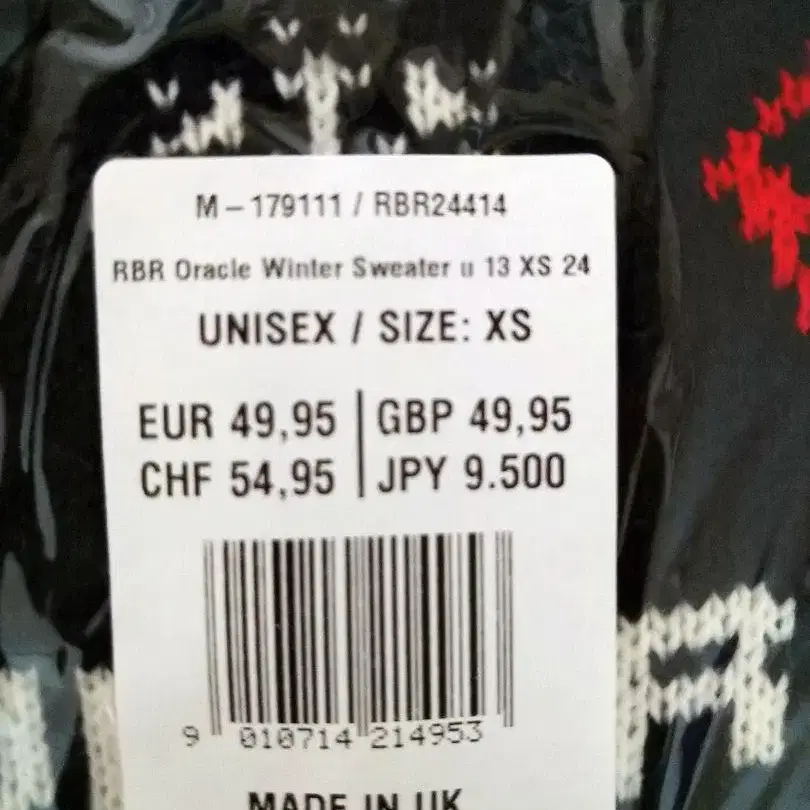 M-179111 / RBR24414
RBR Oracle Winter Sweater u 13 XS 24
UNISEX / SIZE: XS
EUR 49,95 | GBP 49,95
CHF 54,95 | JPY 9.500
9 010714 214953
MADE IN UK